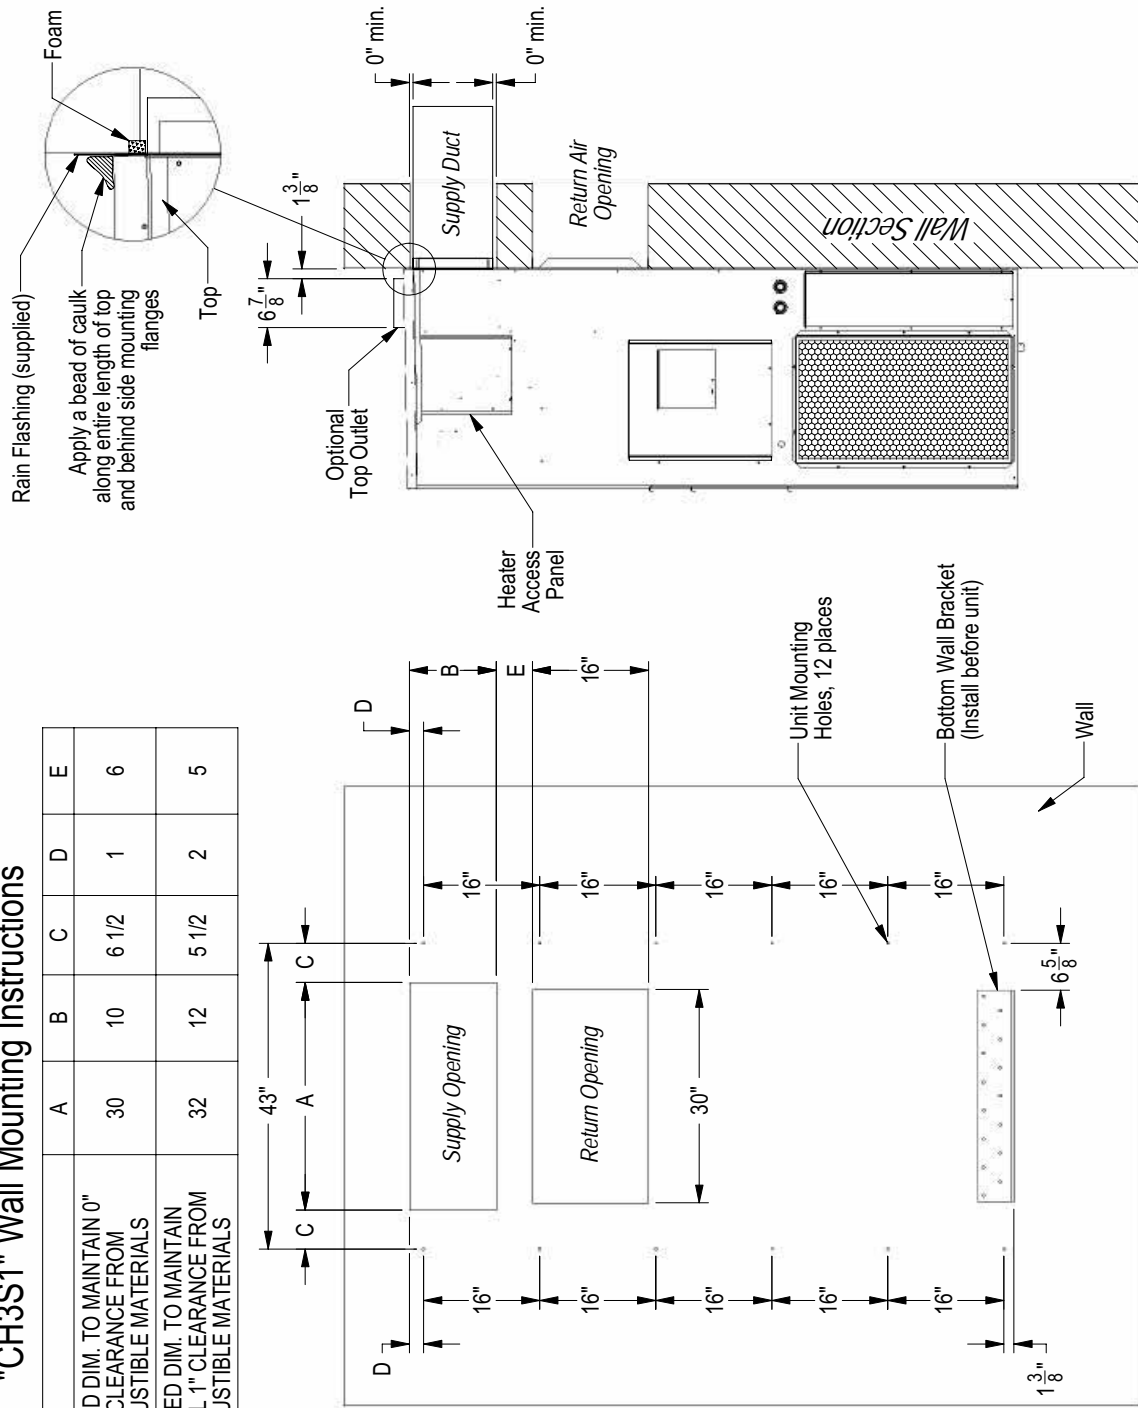 "CH3S1" Wall Mounting Instructions
A B C D E
D DIM. TO MAINTAIN 0"
CLEARANCE FROM
USTIBLE MATERIALS
30 10 6 1/2 1 6
ED DIM. TO MAINTAIN
L 1" CLEARANCE FROM
USTIBLE MATERIALS
32 12 5 1/2 2 5
Rain Flashing (supplied)
Foam
Apply a bead of caulk
along entire length of top
and behind side mounting
flanges
Top
6 7/8"
1 3/8"
0" min.
0" min.
Optional
Top Outlet
Supply Duct
Return Air
Opening
Wall Section
Heater
Access
Panel
43"
C
A
C
D
D
B
E
16"
Supply Opening
Return Opening
30"
16"
16"
16"
16"
16"
16"
16"
16"
16"
16"
Unit Mounting
Holes, 12 places
Bottom Wall Bracket
(Install before unit)
Wall
6 5/8"
1 3/8"